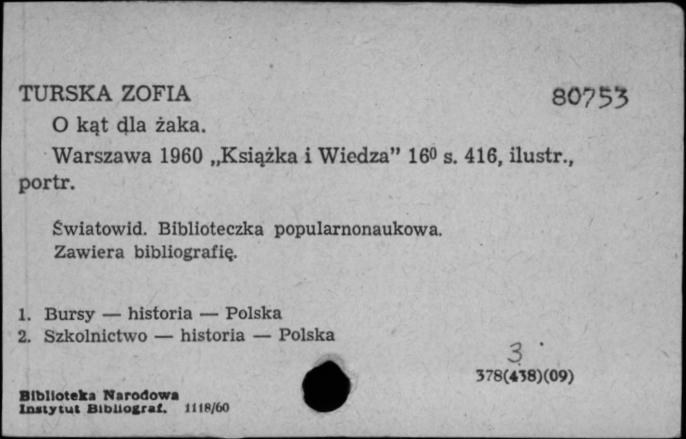 TURSKA ZOFIA 80753
O kąt dla żaka.
Warszawa 1960 „Książka i Wiedza” 16⁰ s. 416, ilustr.,
portr.
Światowid. Biblioteczka popularnonaukowa.
Zawiera bibliografię.
1. Bursy — historia — Polska
2. Szkolnictwo — historia — Polska
3
378(438)(09)
Biblioteka Narodowa
Instytut Bibliograf. 1118/60